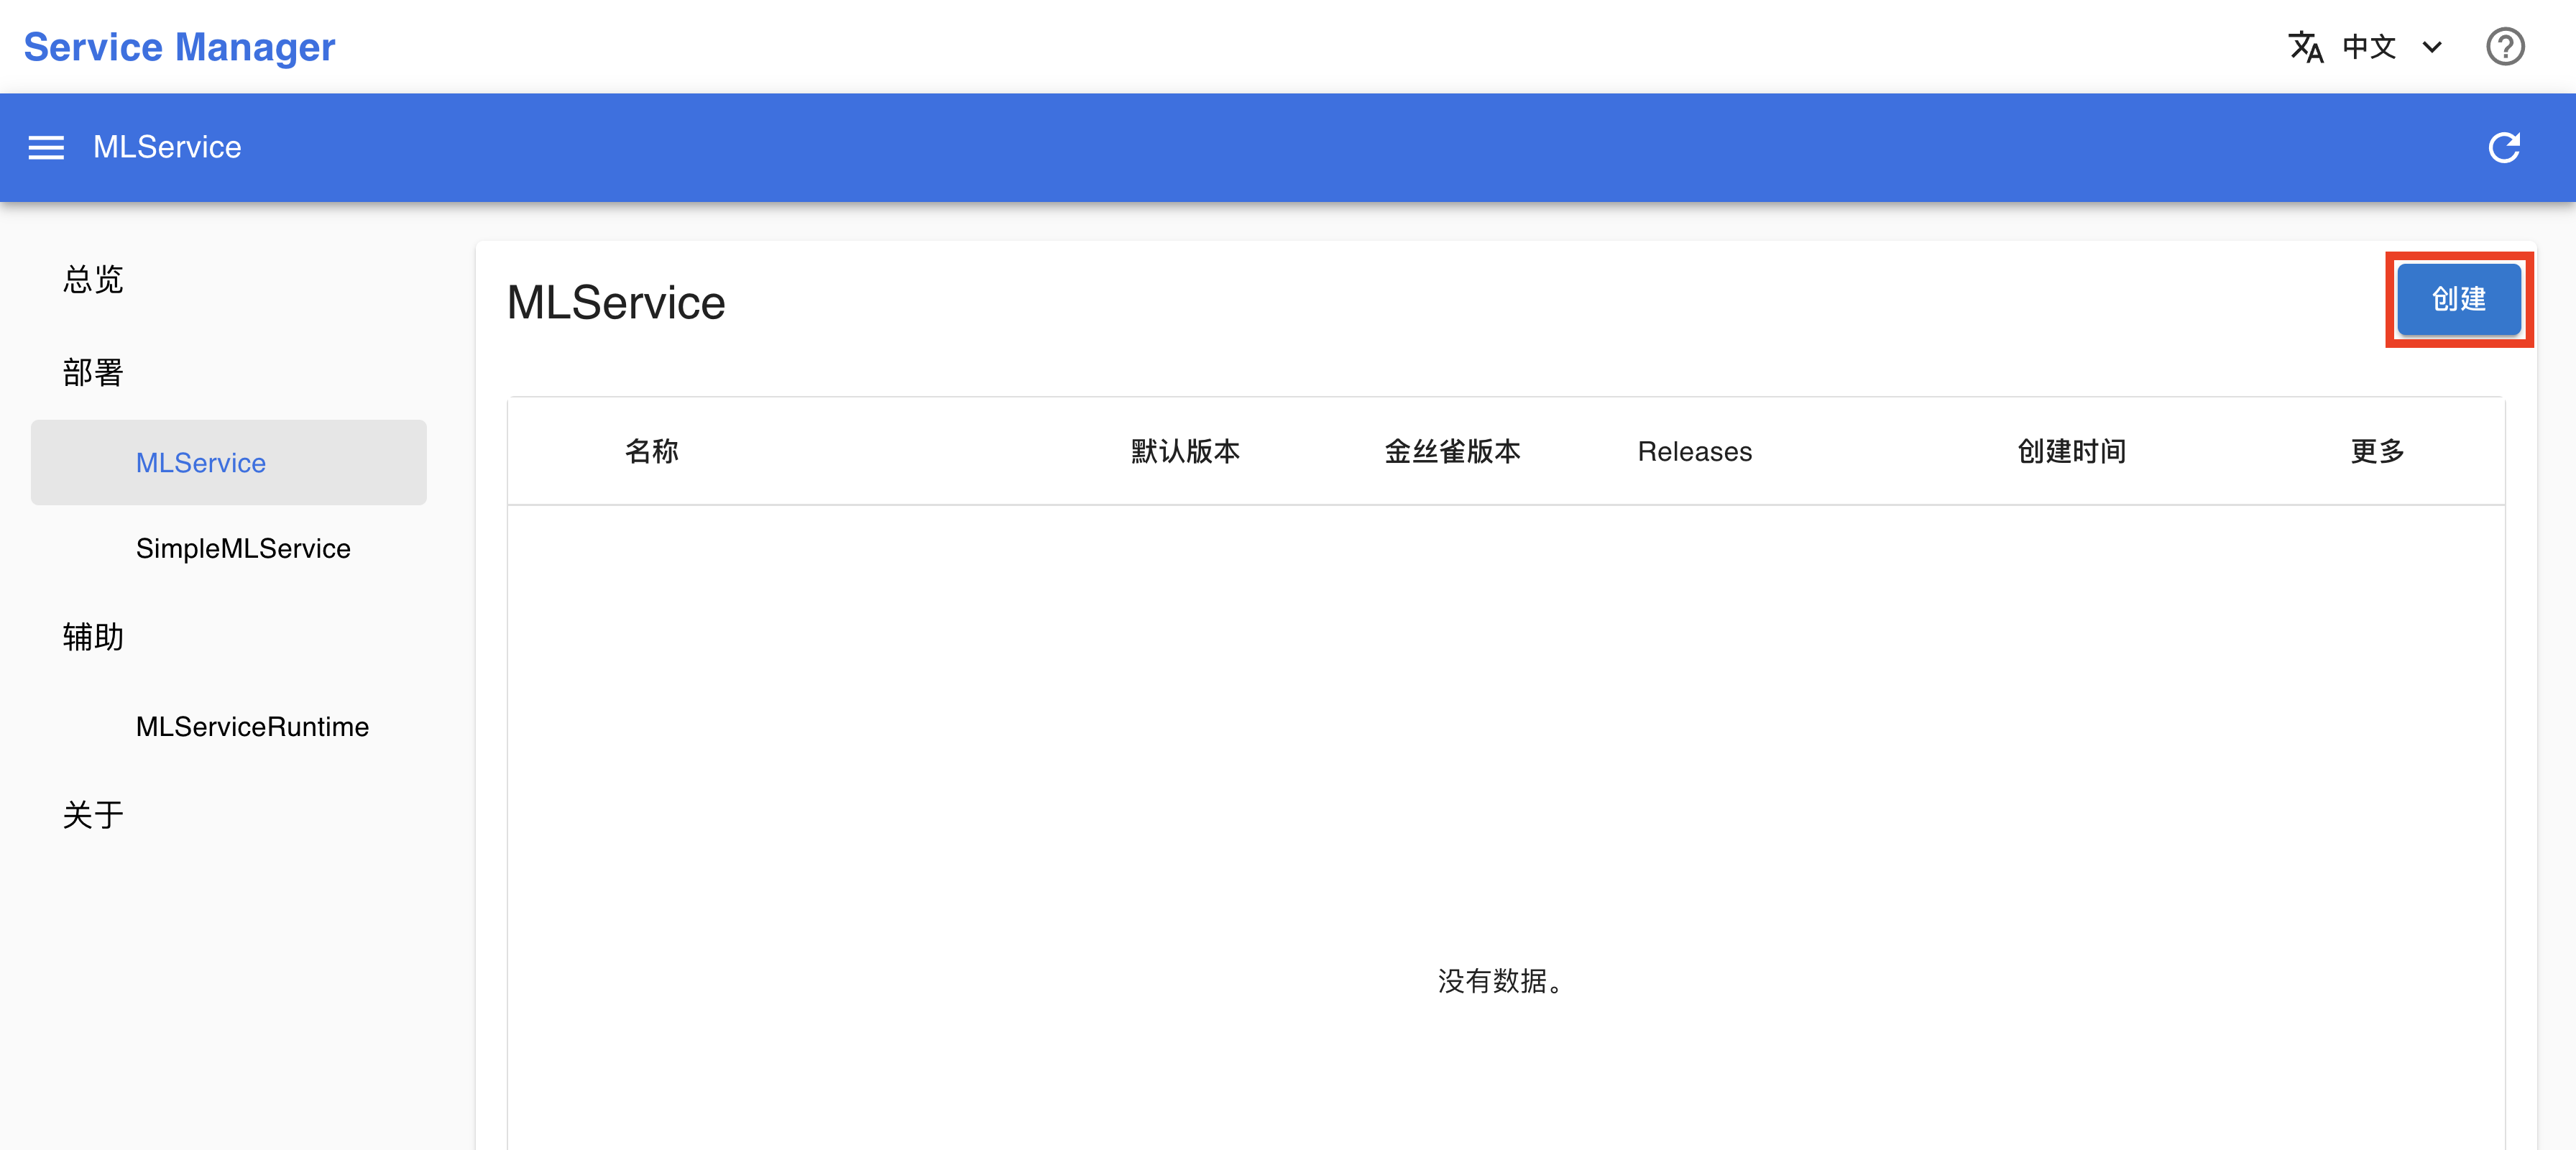 Service Manager
中文
MLService
总览
部署
MLService
SimpleMLService
辅助
MLServiceRuntime
关于
MLService
创建
名称 默认版本 金丝雀版本 Releases 创建时间 更多
没有数据。